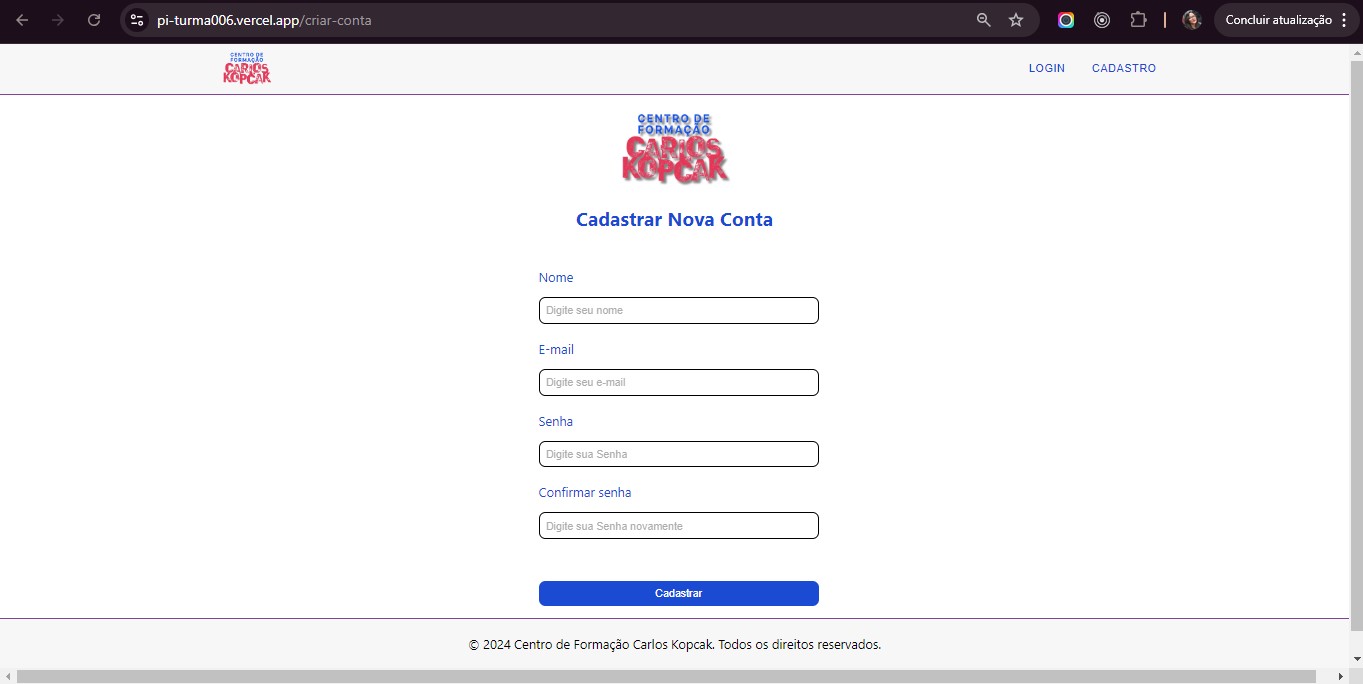 pi-turma006.vercel.app/criar-conta
Concluir atualização
CENTRO DE
FORMAÇÃO
CARLOS
KOPCAK
LOGIN CADASTRO
CENTRO DE
FORMAÇÃO
CARLOS
KOPCAK
Cadastrar Nova Conta
Nome
Digite seu nome
E-mail
Digite seu e-mail
Senha
Digite sua Senha
Confirmar senha
Digite sua Senha novamente
Cadastrar
© 2024 Centro de Formação Carlos Kopcak. Todos os direitos reservados.